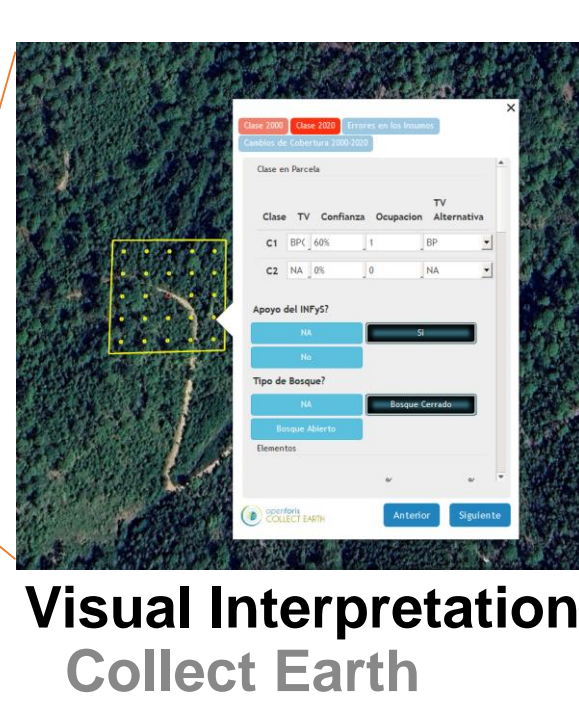 ×
Clase 2000 Clase 2020 Errores en los Insumos
Cambios de Cobertura 2000-2020
Clase en Parcela
TV
Clase TV Confianza Ocupacion Alternativa
C1 BPC 60% 1 BP
C2 NA 0% 0 NA
Apoyo del INFyS?
NA Si
No
Tipo de Bosque?
NA Bosque Cerrado
Bosque Abierto
Elementos
openforis
COLLECT EARTH
Anterior Siguiente
Visual Interpretation
Collect Earth